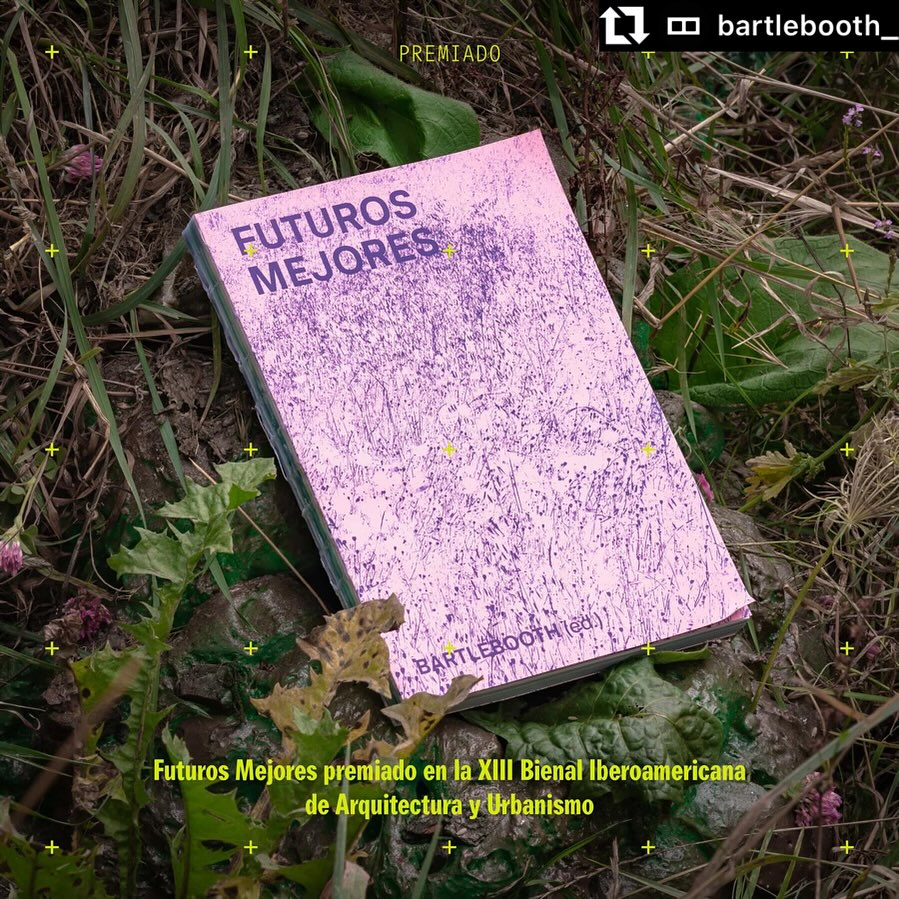 PREMIADO
bartlebooth_
FUTUROS
MEJORES
BARTLEBOOTH (ed.)
Futuros Mejores premiado en la XIII Bienal Iberoamericana
de Arquitectura y Urbanismo